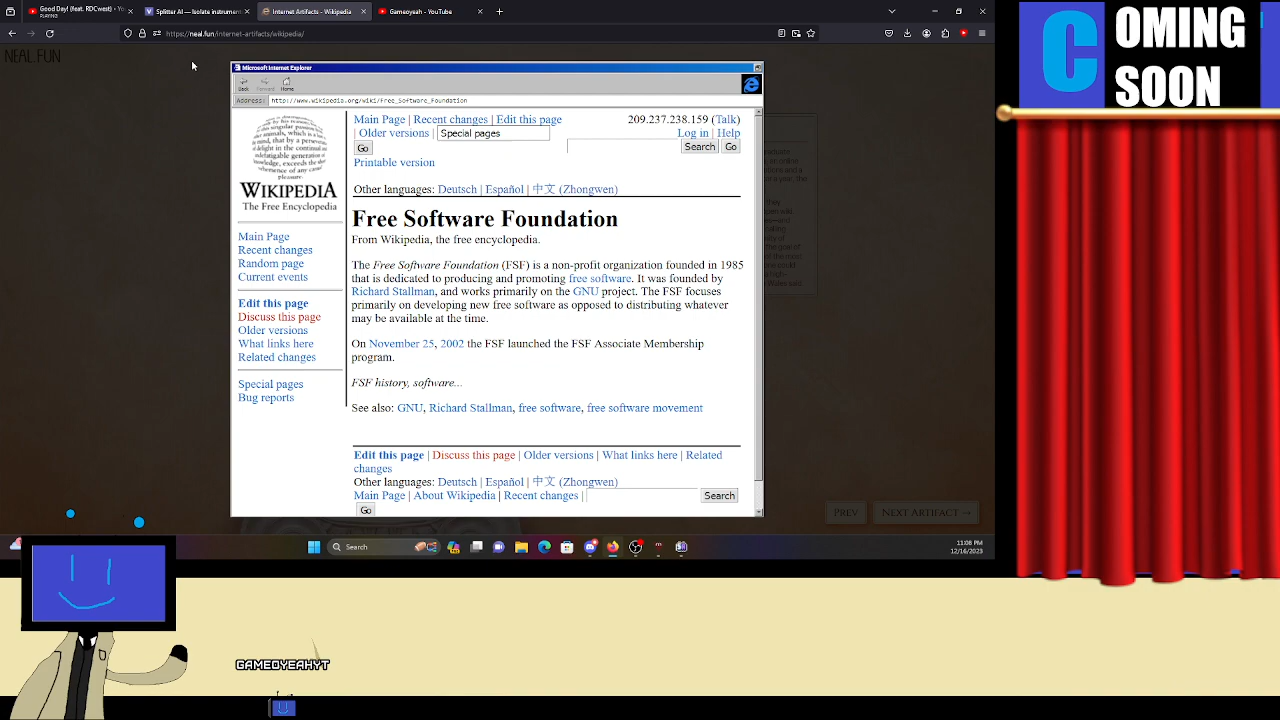 Good Day! (feat. RDCwest) - Yo
PLAYING
Splitter AI — Isolate instrument
Internet Artifacts - Wikipedia
Gameoyeah - YouTube
https://neal.fun/internet-artifacts/wikipedia/
NEAL.FUN
Microsoft Internet Explorer
Back Forward Home
Address: http://www.wikipedia.org/wiki/Free_Software_Foundation
WIKIPEDIA
The Free Encyclopedia
Main Page
Recent changes
Random page
Current events
Edit this page
Discuss this page
Older versions
What links here
Related changes
Special pages
Bug reports
Main Page | Recent changes | Edit this page
| Older versions | Special pages
Go
Printable version
209.237.238.159 (Talk)
Log in | Help
Search Go
Other languages: Deutsch | Español | 中文 (Zhongwen)
Free Software Foundation
From Wikipedia, the free encyclopedia.
The Free Software Foundation (FSF) is a non-profit organization founded in 1985
that is dedicated to producing and promoting free software. It was founded by
Richard Stallman, and works primarily on the GNU project. The FSF focuses
primarily on developing new free software as opposed to distributing whatever
may be available at the time.
On November 25, 2002 the FSF launched the FSF Associate Membership
program.
FSF history, software...
See also: GNU, Richard Stallman, free software, free software movement
Edit this page | Discuss this page | Older versions | What links here | Related
changes
Other languages: Deutsch | Español | 中文 (Zhongwen)
Main Page | About Wikipedia | Recent changes | Search
Go
PREV NEXT ARTIFACT →
Search
11:08 PM
12/16/2023
COMING
SOON
GAMEOYEAHYT